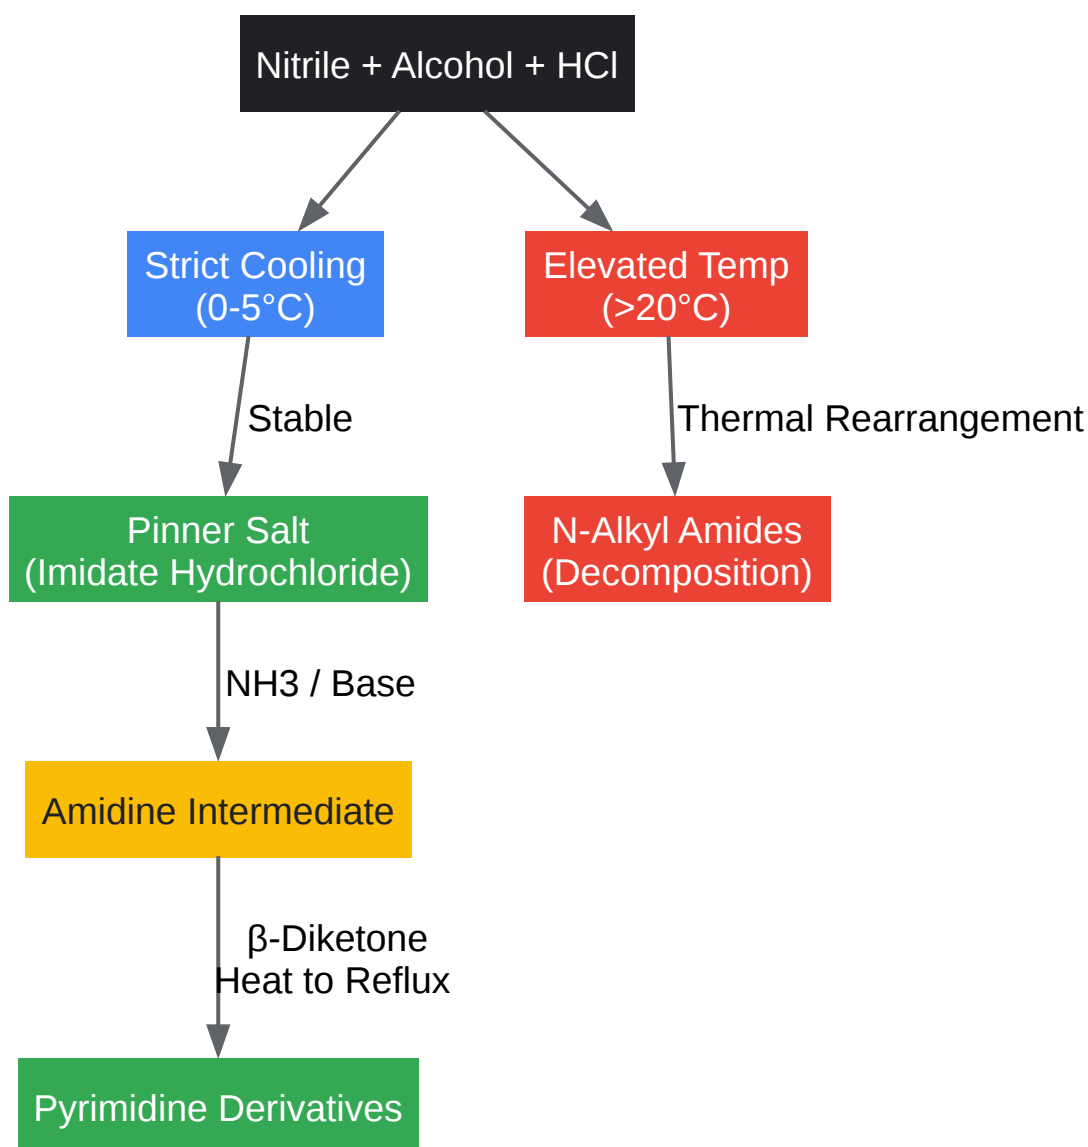 Nitrile + Alcohol + HCl
Strict Cooling
(0-5°C)
Elevated Temp
(>20°C)
Stable
Thermal Rearrangement
Pinner Salt
(Imidate Hydrochloride)
N-Alkyl Amides
(Decomposition)
NH3 / Base
Amidine Intermediate
β-Diketone
Heat to Reflux
Pyrimidine Derivatives